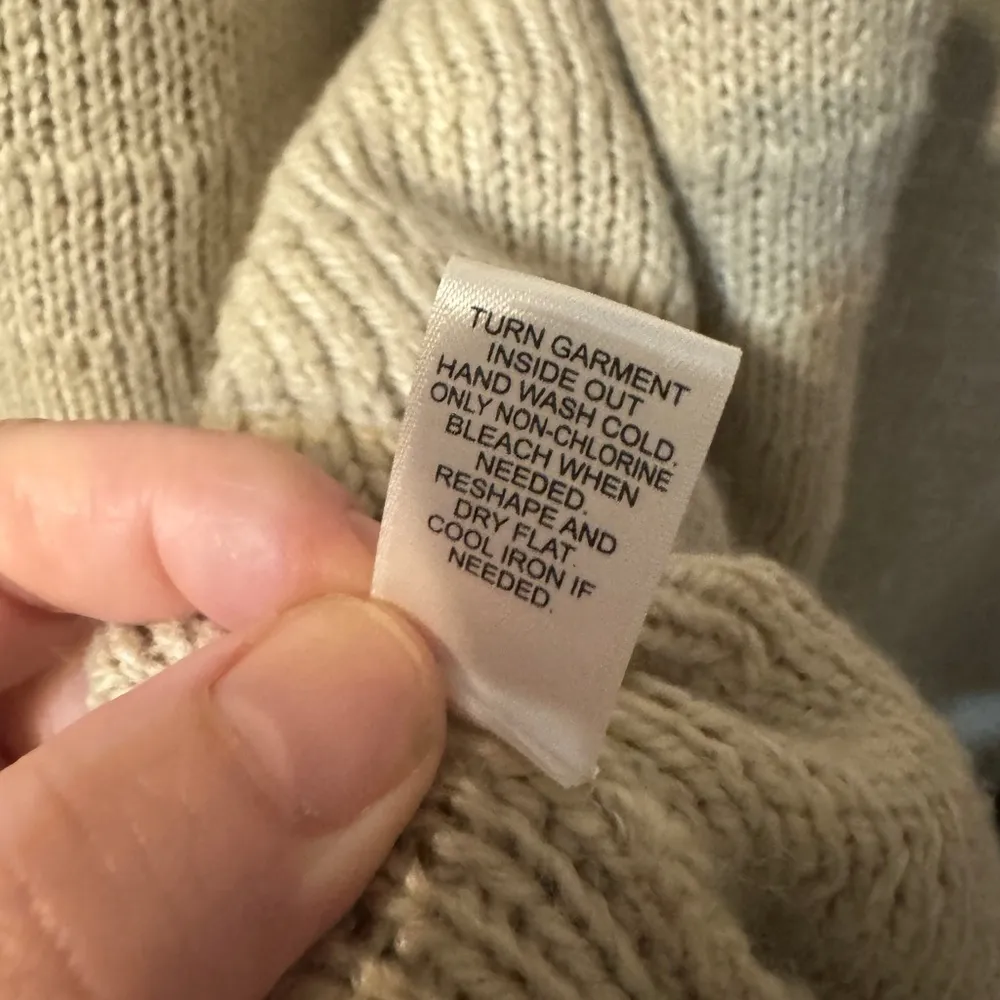 TURN GARMENT
INSIDE OUT
HAND WASH COLD.
ONLY NON-CHLORINE
BLEACH WHEN
NEEDED.
RESHAPE AND
DRY FLAT.
COOL IRON IF
NEEDED.